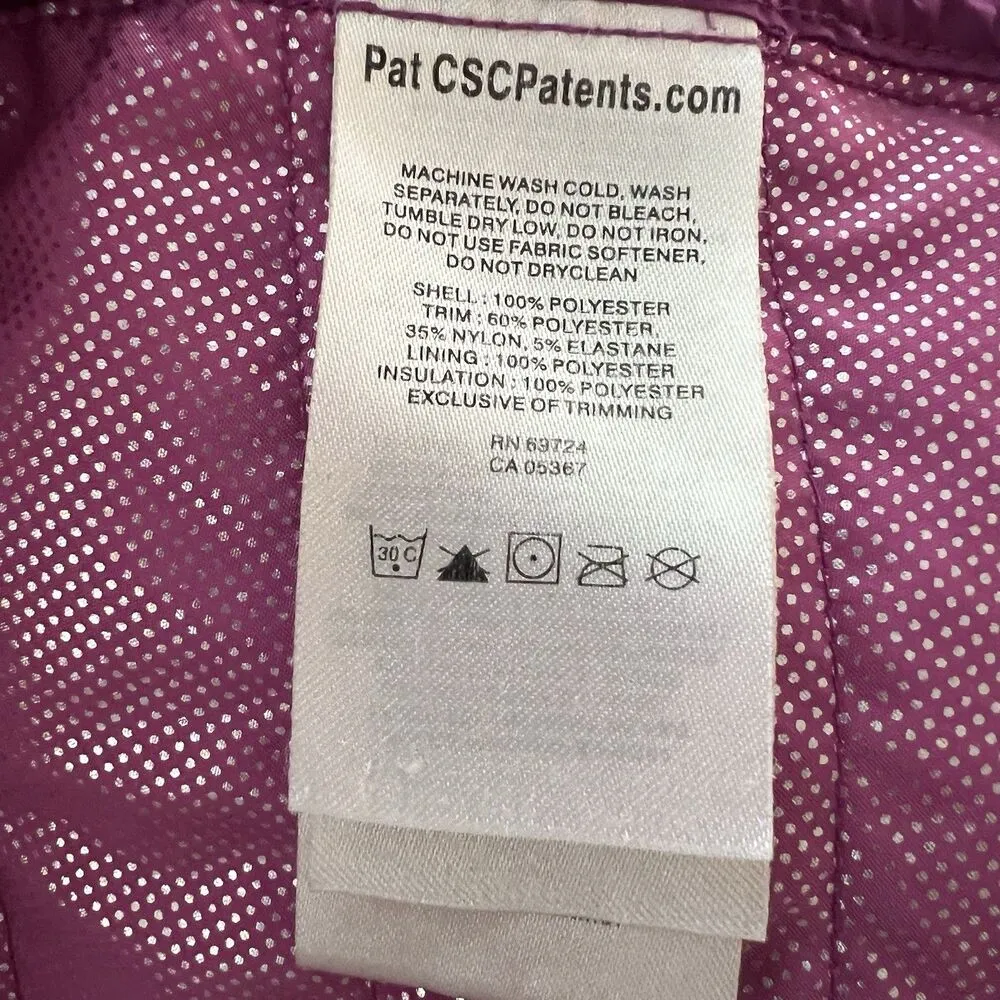 Pat CSCPatents.com
MACHINE WASH COLD, WASH
SEPARATELY, DO NOT BLEACH,
TUMBLE DRY LOW, DO NOT IRON,
DO NOT USE FABRIC SOFTENER,
DO NOT DRYCLEAN
SHELL : 100% POLYESTER
TRIM : 60% POLYESTER,
35% NYLON, 5% ELASTANE
LINING : 100% POLYESTER
INSULATION : 100% POLYESTER
EXCLUSIVE OF TRIMMING
RN 69724
CA 05367
30 C